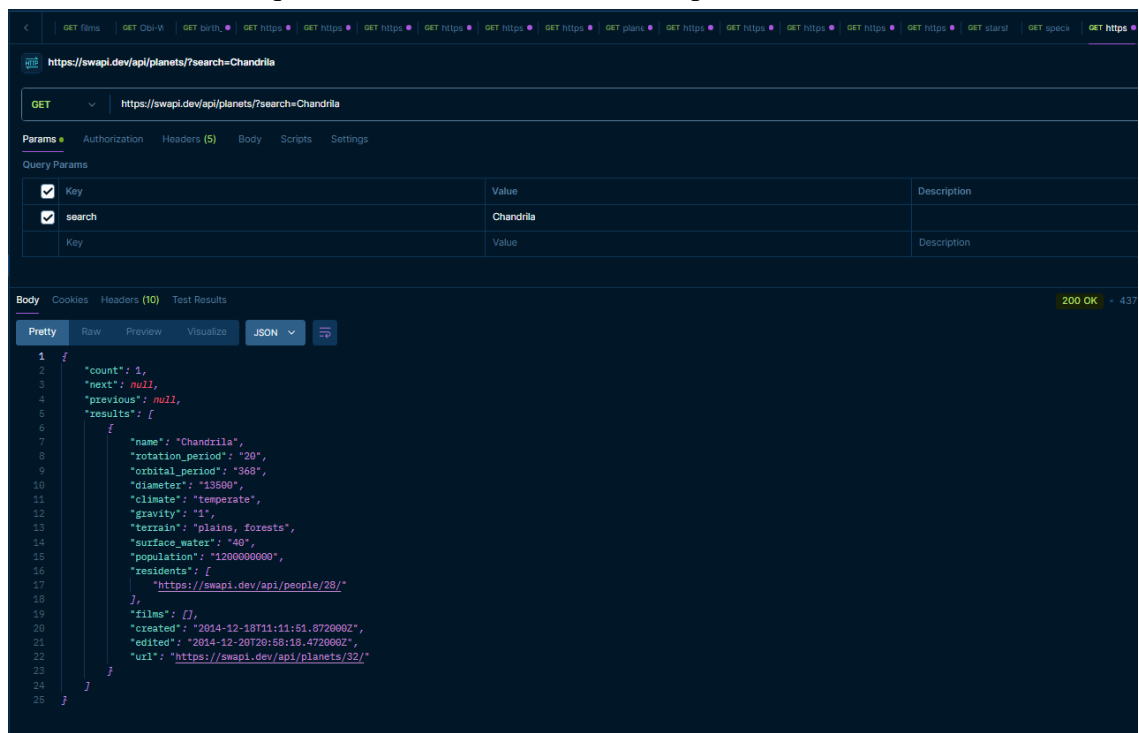 GET films GET Obi-W GET birth_ GET https GET https GET https GET https GET https GET https GET plane GET https GET https GET https GET https GET https GET starsl GET specie GET https
HTTP https://swapi.dev/api/planets/?search=Chandrila
GET https://swapi.dev/api/planets/?search=Chandrila
Params Authorization Headers (5) Body Scripts Settings
Query Params
Key Value Description
search Chandrila
Key Value Description
Body Cookies Headers (10) Test Results 200 OK 437
Pretty Raw Preview Visualize JSON
1 {
2 "count": 1,
3 "next": null,
4 "previous": null,
5 "results": [
6 {
7 "name": "Chandrila",
8 "rotation_period": "20",
9 "orbital_period": "368",
10 "diameter": "13500",
11 "climate": "temperate",
12 "gravity": "1",
13 "terrain": "plains, forests",
14 "surface_water": "40",
15 "population": "1200000000",
16 "residents": [
17 "https://swapi.dev/api/people/28/"
18 ],
19 "films": [],
20 "created": "2014-12-18T11:11:51.872000Z",
21 "edited": "2014-12-20T20:58:18.472000Z",
22 "url": "https://swapi.dev/api/planets/32/"
23 }
24 ]
25 }